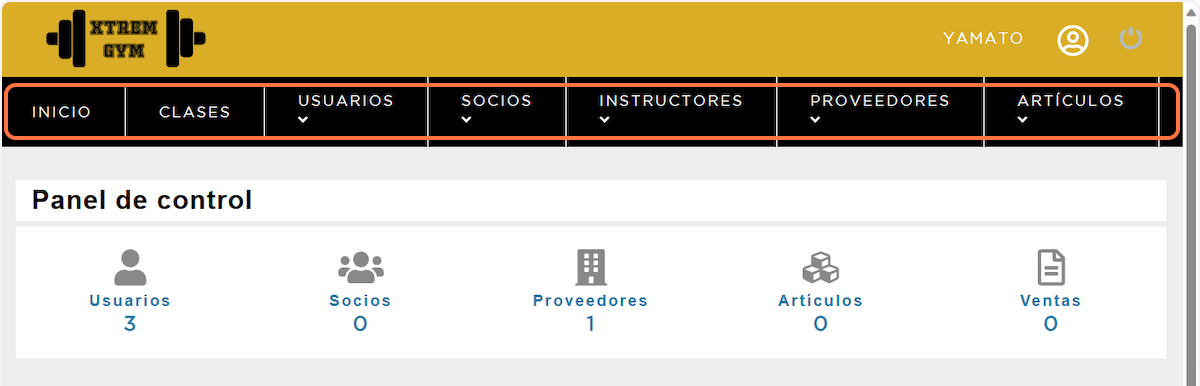 XTREM
GYM
YAMATO
INICIO
CLASES
USUARIOS
SOCIOS
INSTRUCTORES
PROVEEDORES
ARTÍCULOS
Panel de control
Usuarios
3
Socios
0
Proveedores
1
Artículos
0
Ventas
0